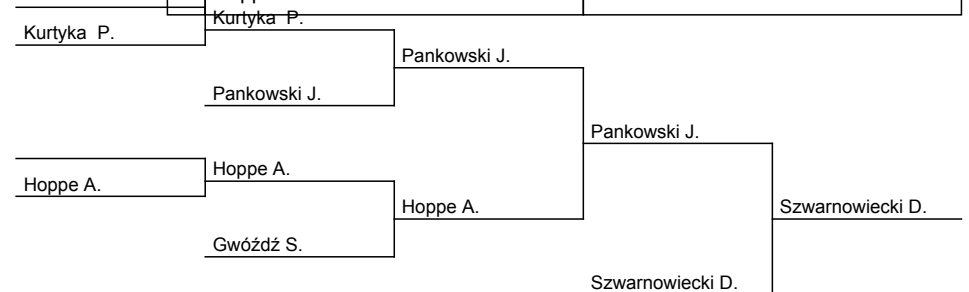 Kurtyka P.
Kurtyka P.
Pankowski J.
Pankowski J.
Pankowski J.
Hoppe A.
Hoppe A.
Hoppe A.
Szwarnowiecki D.
Gwóźdź S.
Szwarnowiecki D.